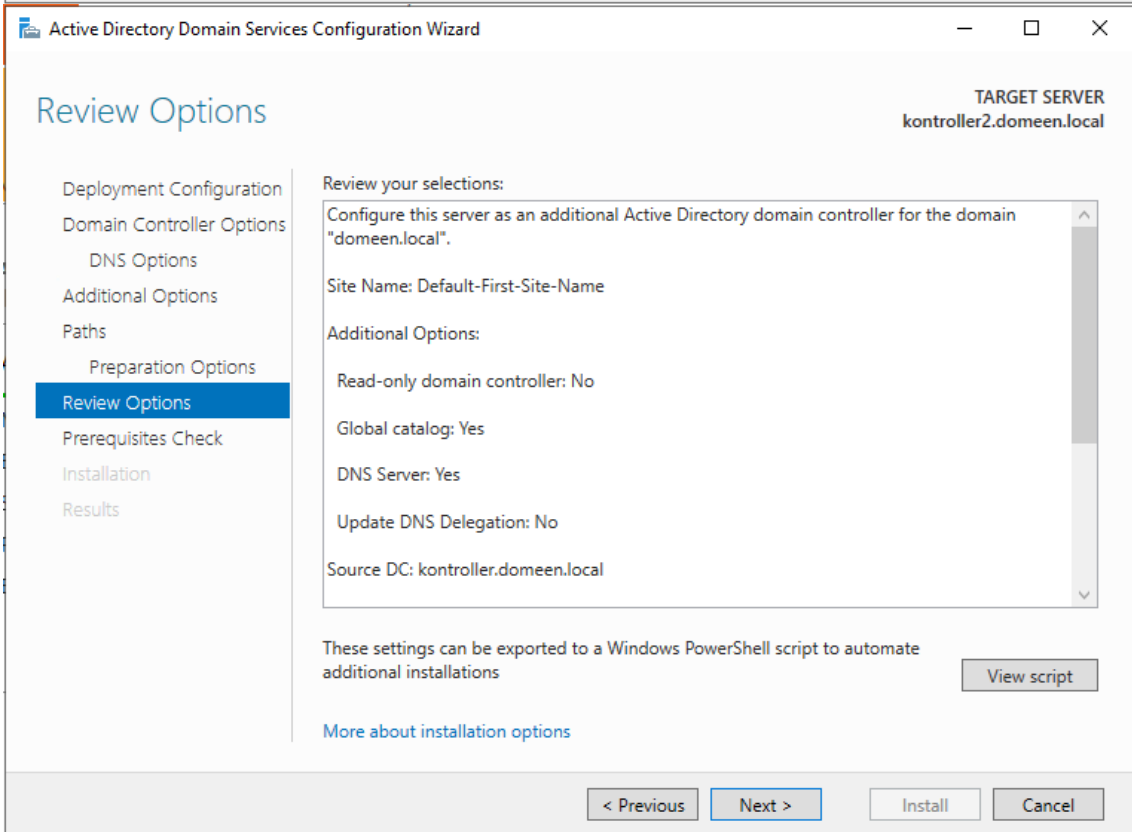 Active Directory Domain Services Configuration Wizard
Review Options
TARGET SERVER
kontroller2.domeen.local
Deployment Configuration
Domain Controller Options
DNS Options
Additional Options
Paths
Preparation Options
Review Options
Prerequisites Check
Installation
Results
Review your selections:
Configure this server as an additional Active Directory domain controller for the domain
"domeen.local".
Site Name: Default-First-Site-Name
Additional Options:
Read-only domain controller: No
Global catalog: Yes
DNS Server: Yes
Update DNS Delegation: No
Source DC: kontroller.domeen.local
These settings can be exported to a Windows PowerShell script to automate
additional installations
View script
More about installation options
< Previous
Next >
Install
Cancel